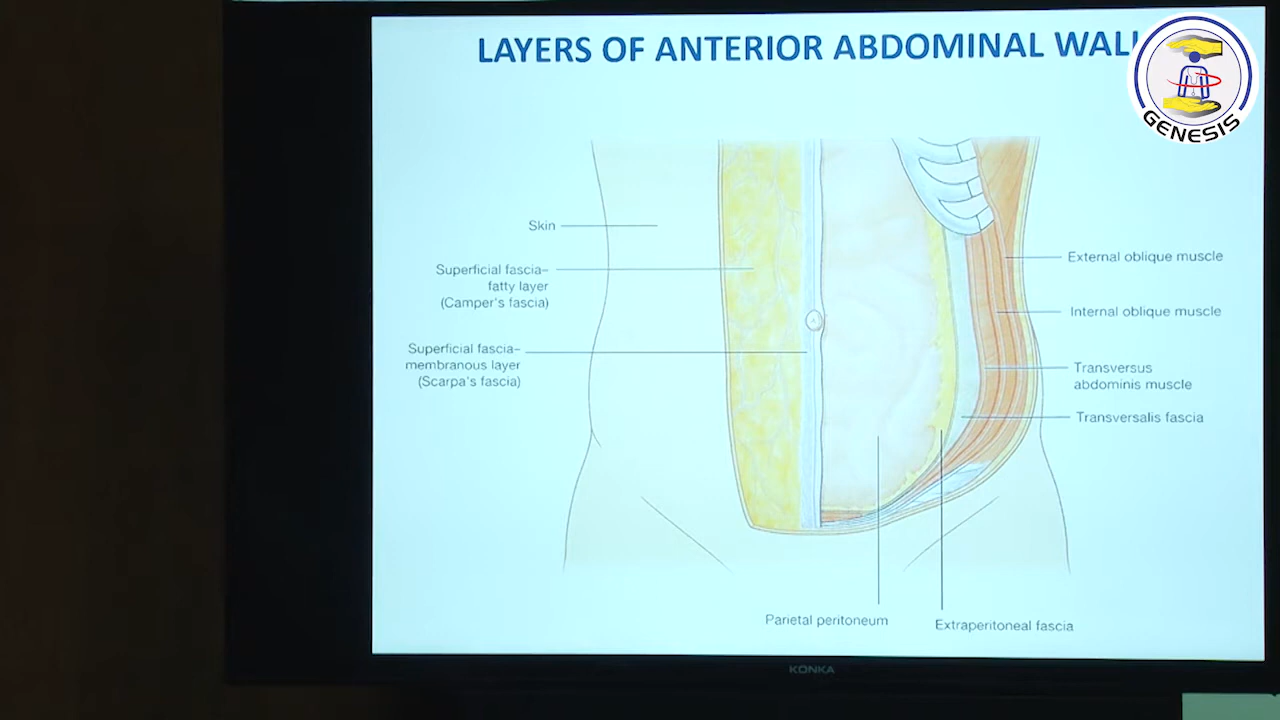 LAYERS OF ANTERIOR ABDOMINAL WALL
GENESIS
Skin
Superficial fascia–
fatty layer
(Camper's fascia)
Superficial fascia–
membranous layer
(Scarpa's fascia)
External oblique muscle
Internal oblique muscle
Transversus
abdominis muscle
Transversalis fascia
Parietal peritoneum
Extraperitoneal fascia
KONKA